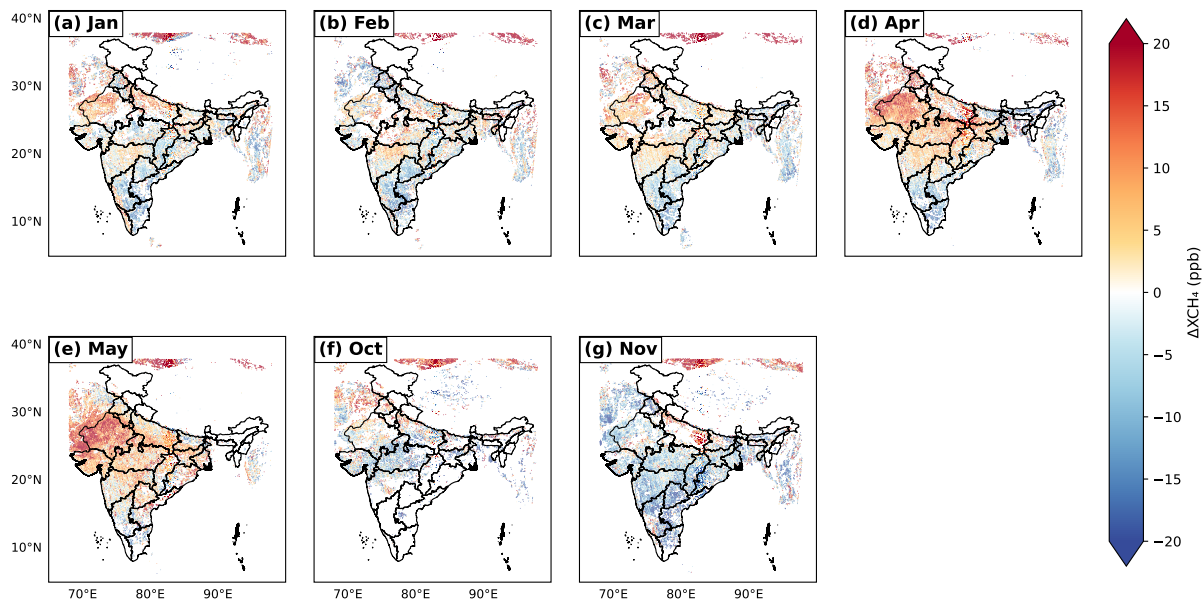 (a) Jan
(b) Feb
(c) Mar
(d) Apr
40°N
30°N
20°N
10°N
(e) May
(f) Oct
(g) Nov
40°N
30°N
20°N
10°N
70°E 80°E 90°E
70°E 80°E 90°E
70°E 80°E 90°E
20
15
10
5
0
−5
−10
−15
−20
ΔXCH₄ (ppb)